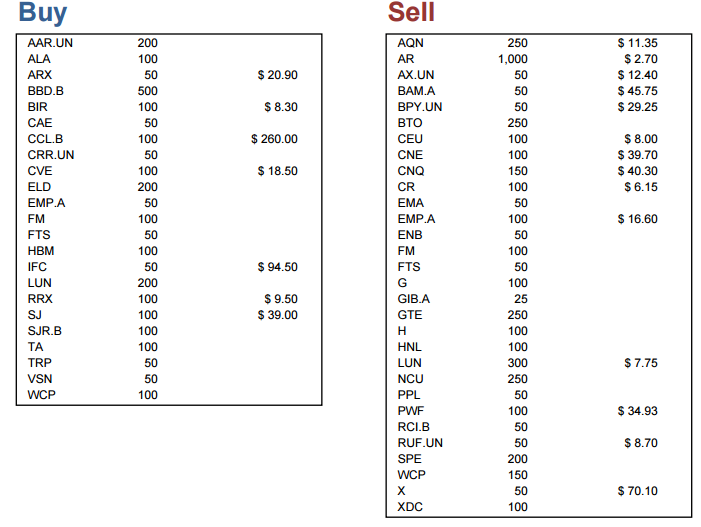 Buy
AAR.UN 200
ALA 100
ARX 50 $ 20.90
BBD.B 500
BIR 100 $ 8.30
CAE 50
CCL.B 100 $ 260.00
CRR.UN 50
CVE 100 $ 18.50
ELD 200
EMP.A 50
FM 100
FTS 50
HBM 100
IFC 50 $ 94.50
LUN 200
RRX 100 $ 9.50
SJ 100 $ 39.00
SJR.B 100
TA 100
TRP 50
VSN 50
WCP 100
Sell
AQN 250 $ 11.35
AR 1,000 $ 2.70
AX.UN 50 $ 12.40
BAM.A 50 $ 45.75
BPY.UN 50 $ 29.25
BTO 250
CEU 100 $ 8.00
CNE 100 $ 39.70
CNQ 150 $ 40.30
CR 100 $ 6.15
EMA 50
EMP.A 100 $ 16.60
ENB 50
FM 100
FTS 50
G 100
GIB.A 25
GTE 250
H 100
HNL 100
LUN 300 $ 7.75
NCU 250
PPL 50
PWF 100 $ 34.93
RCI.B 50
RUF.UN 50 $ 8.70
SPE 200
WCP 150
X 50 $ 70.10
XDC 100